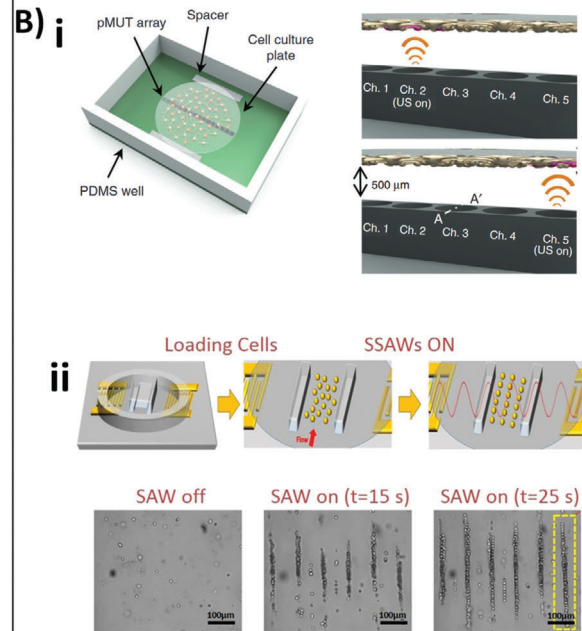 B)
i
pMUT array
Spacer
Cell culture
plate
PDMS well
Ch. 1
Ch. 2
(US on)
Ch. 3
Ch. 4
Ch. 5
500 μm
A
A'
Ch. 1
Ch. 2
Ch. 3
Ch. 4
Ch. 5
(US on)
ii
Loading Cells
SSAWs ON
Flow
SAW off
SAW on (t=15 s)
SAW on (t=25 s)
100μm
100μm
100μm